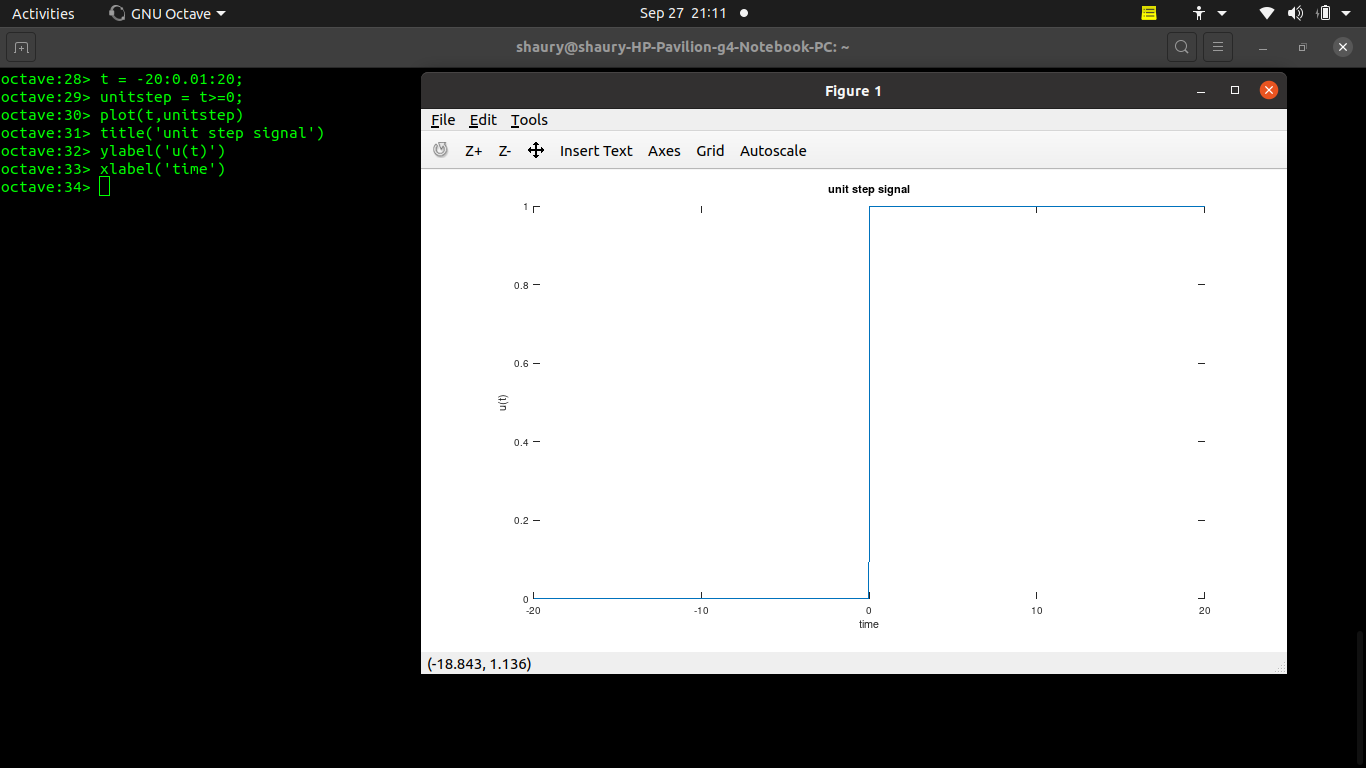 Activities GNU Octave Sep 27 21:11
shaury@shaury-HP-Pavilion-g4-Notebook-PC: ~
octave:28> t = -20:0.01:20;
octave:29> unitstep = t>=0;
octave:30> plot(t,unitstep)
octave:31> title('unit step signal')
octave:32> ylabel('u(t)')
octave:33> xlabel('time')
octave:34>
Figure 1
File Edit Tools
Z+ Z- Insert Text Axes Grid Autoscale
unit step signal
1
0.8
0.6
u(t)
0.4
0.2
0
-20 -10 0 10 20
time
(-18.843, 1.136)